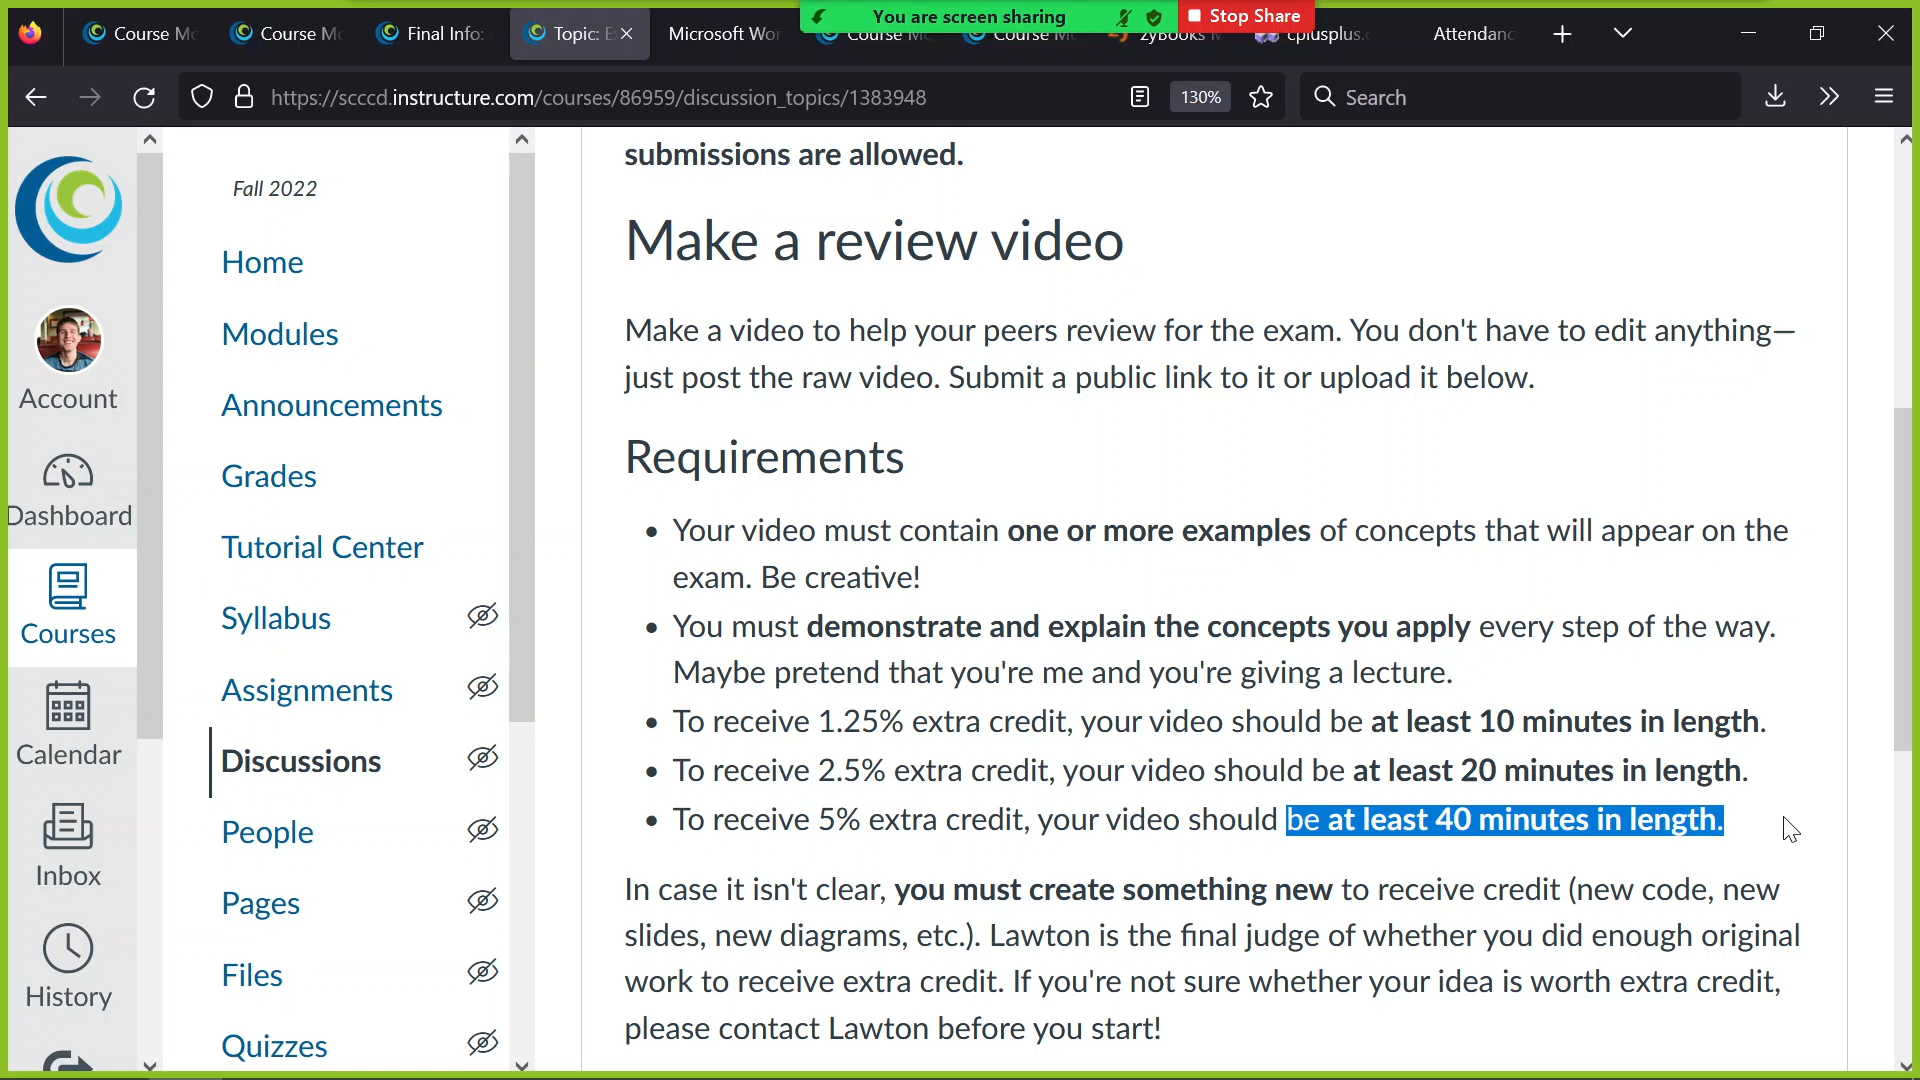 You are screen sharing
Stop Share
Course Mo
Course Mo
Final Info:
Topic: E
Microsoft Wor
Course Mo
Course Mo
zyBooks M
cplusplus.c
Attendanc
https://scccd.instructure.com/courses/86959/discussion_topics/1383948
130%
Search
Account
Dashboard
Courses
Calendar
Inbox
History
Fall 2022
Home
Modules
Announcements
Grades
Tutorial Center
Syllabus
Assignments
Discussions
People
Pages
Files
Quizzes
submissions are allowed.
Make a review video
Make a video to help your peers review for the exam. You don't have to edit anything—
just post the raw video. Submit a public link to it or upload it below.
Requirements
• Your video must contain one or more examples of concepts that will appear on the
exam. Be creative!
• You must demonstrate and explain the concepts you apply every step of the way.
Maybe pretend that you're me and you're giving a lecture.
• To receive 1.25% extra credit, your video should be at least 10 minutes in length.
• To receive 2.5% extra credit, your video should be at least 20 minutes in length.
• To receive 5% extra credit, your video should be at least 40 minutes in length.
In case it isn't clear, you must create something new to receive credit (new code, new
slides, new diagrams, etc.). Lawton is the final judge of whether you did enough original
work to receive extra credit. If you're not sure whether your idea is worth extra credit,
please contact Lawton before you start!